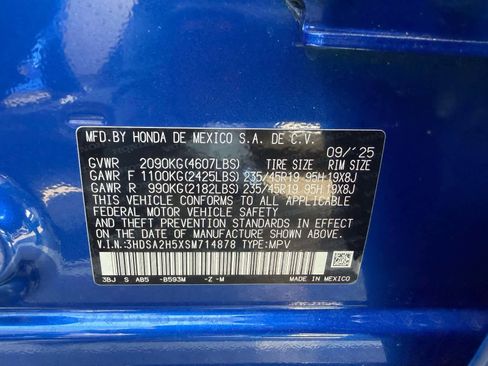 MFD.BY HONDA DE MEXICO S.A. DE C.V.
09/'25
GVWR 2090KG(4607LBS) TIRE SIZE RIM SIZE
GAWR F 1100KG(2425LBS) 235/45R19 95H 19X8J
GAWR R 990KG(2182LBS) 235/45R19 95H 19X8J
THIS VEHICLE CONFORMS TO ALL APPLICABLE
FEDERAL MOTOR VEHICLE SAFETY, BUMPER,
AND THEFT PREVENTION STANDARDS IN EFFECT
ON THE DATE OF MANUFACTURE SHOWN ABOVE.
V.I.N.:3HDSA2H5XSM714878 TYPE:MPV
3BJ S AB5 -B593M -Z -M
MADE IN MEXICO